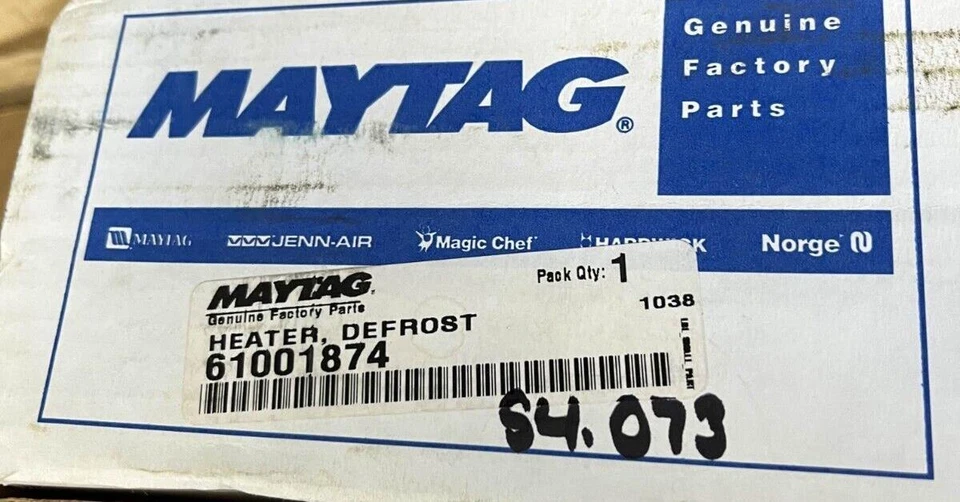 Genuine
Factory
Parts
MAYTAG®
MAYTAG JENN-AIR Magic Chef® Norge
MAYTAG®
Genuine Factory Parts
Pack Qty: 1
1038
HEATER, DEFROST
61001874
S4.073